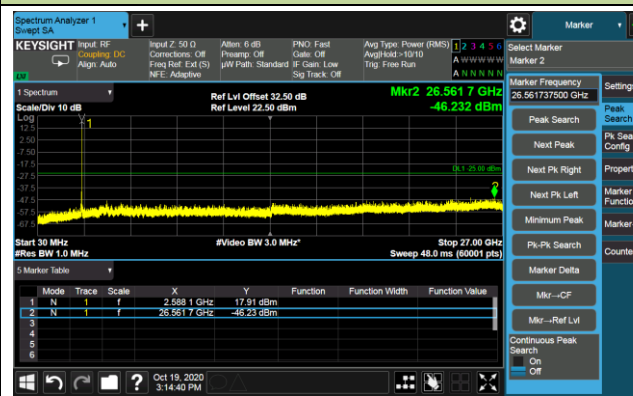 Spectrum Analyzer 1
Swept SA
Marker
KEYSIGHT
Input: RF
Coupling: DC
Align: Auto
Input Z: 50 Ω
Corrections: Off
Freq Ref: Ext (S)
NFE: Adaptive
Atten: 6 dB
Preamp: Off
µW Path: Standard
PNO: Fast
Gate: Off
IF Gain: Low
Sig Track: Off
Avg Type: Power (RMS)
Avg|Hold:>10/10
Trig: Free Run
1 2 3 4 5 6
A W W W W W
A N N N N N
LV
Select Marker
Marker 2
1 Spectrum
Scale/Div 10 dB
Ref Lvl Offset 32.50 dB
Ref Level 22.50 dBm
Mkr2 26.561 7 GHz
-46.232 dBm
Log
12.5
2.50
-7.50
-17.5
-27.5
-37.5
-47.5
-57.5
-67.5
1
2
DL1 -25.00 dBm
Start 30 MHz
#Res BW 1.0 MHz
#Video BW 3.0 MHz*
Stop 27.00 GHz
Sweep 48.0 ms (60001 pts)
5 Marker Table
Mode Trace Scale X Y Function Function Width Function Value
1 N 1 f 2.588 1 GHz 17.91 dBm
2 N 1 f 26.561 7 GHz -46.23 dBm
3
4
5
6
Marker Frequency
26.561737500 GHz
Peak Search
Next Peak
Next Pk Right
Next Pk Left
Minimum Peak
Pk-Pk Search
Marker Delta
Mkr→CF
Mkr→Ref Lvl
Continuous Peak
Search
On
Off
Peak
Search
Config
Marker
Oct 19, 2020
3:14:40 PM